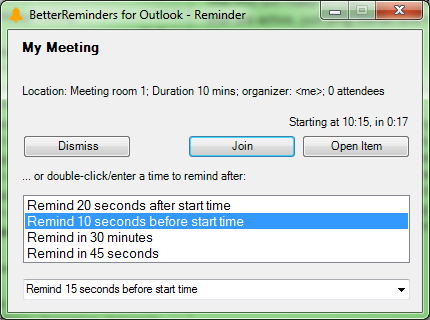 BetterReminders for Outlook - Reminder
My Meeting
Location: Meeting room 1; Duration 10 mins; organizer: <me>; 0 attendees
Starting at 10:15, in 0:17
Dismiss Join Open Item
... or double-click/enter a time to remind after:
Remind 20 seconds after start time
Remind 10 seconds before start time
Remind in 30 minutes
Remind in 45 seconds
Remind 15 seconds before start time